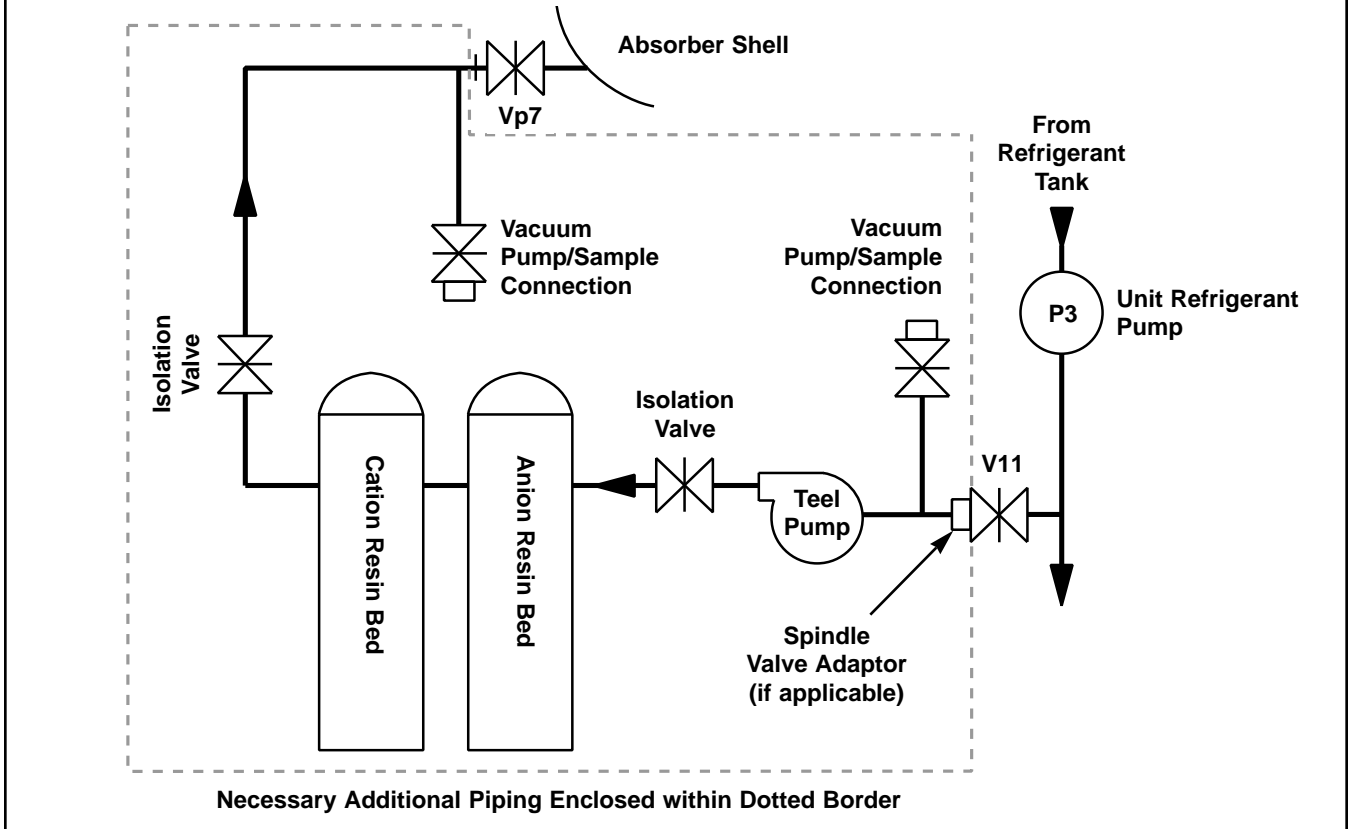 Absorber Shell
Vp7
From
Refrigerant
Tank
Vacuum
Pump/Sample
Connection
Vacuum
Pump/Sample
Connection
P3
Unit Refrigerant
Pump
Isolation
Valve
Isolation
Valve
V11
Cation Resin Bed
Anion Resin Bed
Teel
Pump
Spindle
Valve Adaptor
(if applicable)
Necessary Additional Piping Enclosed within Dotted Border